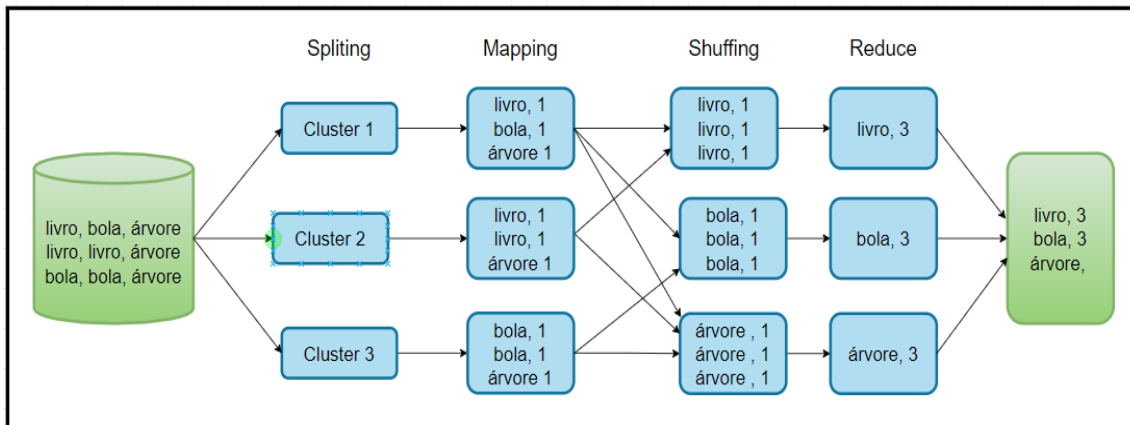 Spliting
Mapping
Shuffing
Reduce
livro, bola, árvore
livro, livro, árvore
bola, bola, árvore
Cluster 1
Cluster 2
Cluster 3
livro, 1
bola, 1
árvore 1
livro, 1
livro, 1
árvore 1
bola, 1
bola, 1
árvore 1
livro, 1
livro, 1
livro, 1
bola, 1
bola, 1
bola, 1
árvore , 1
árvore , 1
árvore , 1
livro, 3
bola, 3
árvore, 3
livro, 3
bola, 3
árvore,